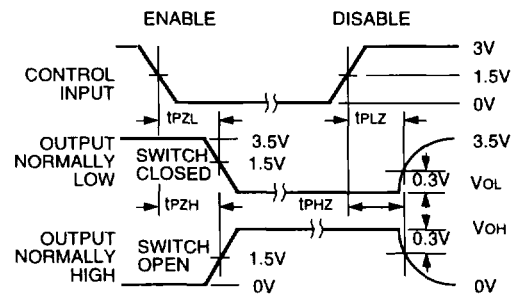 ENABLE DISABLE
3V
CONTROL INPUT 1.5V
0V
tPZL tPLZ
OUTPUT NORMALLY LOW
SWITCH CLOSED
3.5V
1.5V
3.5V
0.3V VOL
tPZH tPHZ
OUTPUT NORMALLY HIGH
SWITCH OPEN
1.5V
0V
VOH
0.3V
0V